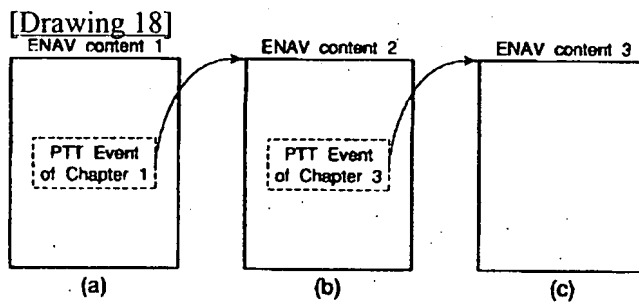 [Drawing 18]
ENAV content 1 ENAV content 2 ENAV content 3
PTT Event
of Chapter 1
PTT Event
of Chapter 3
(a) (b) (c)